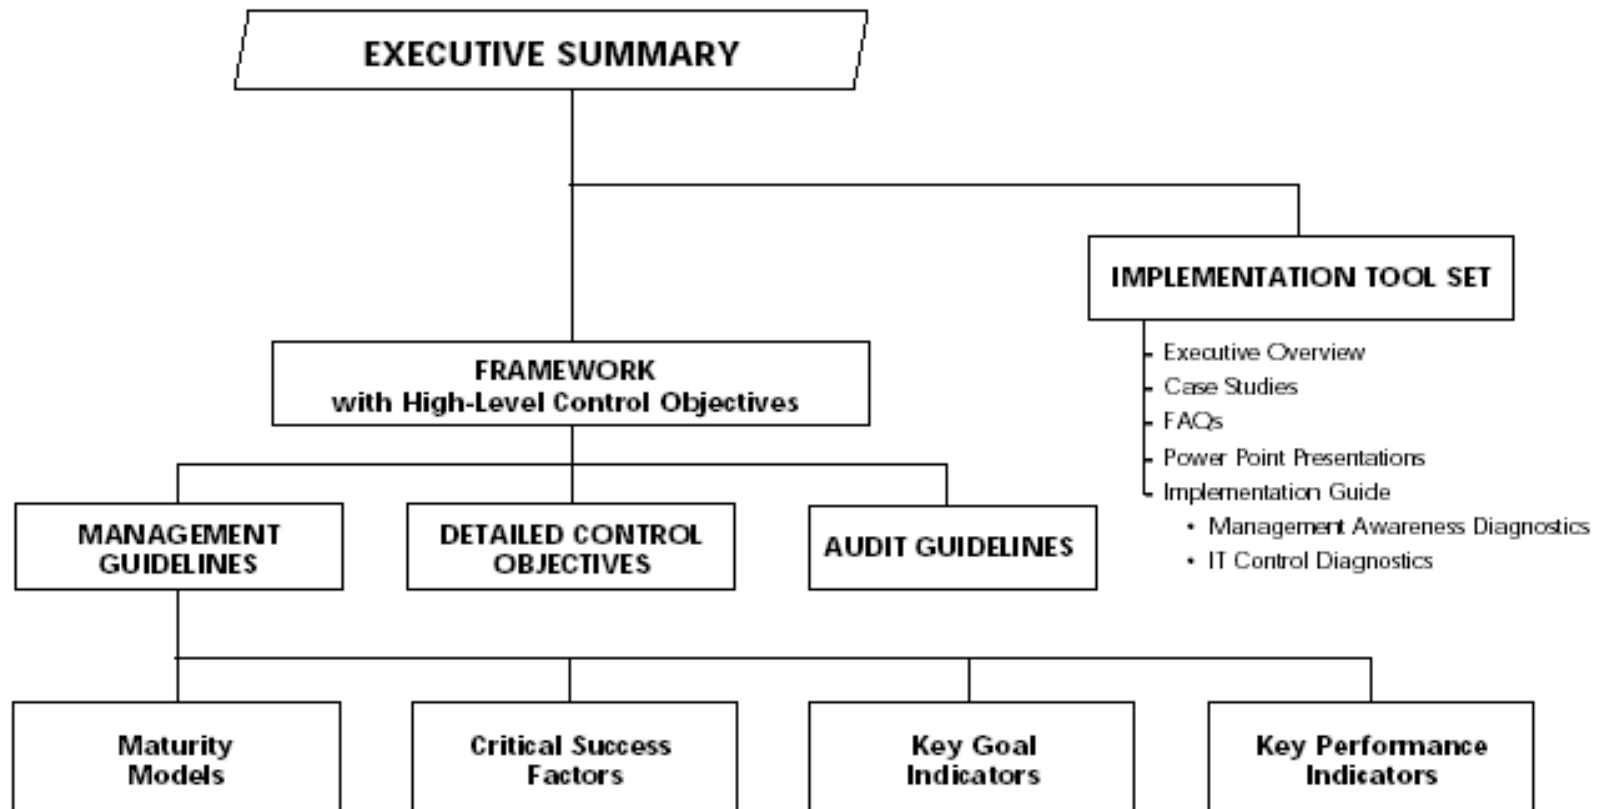 EXECUTIVE SUMMARY
IMPLEMENTATION TOOL SET
Executive Overview
Case Studies
FAQs
Power Point Presentations
Implementation Guide
• Management Awareness Diagnostics
• IT Control Diagnostics
FRAMEWORK
with High-Level Control Objectives
MANAGEMENT
GUIDELINES
DETAILED CONTROL
OBJECTIVES
AUDIT GUIDELINES
Maturity
Models
Critical Success
Factors
Key Goal
Indicators
Key Performance
Indicators